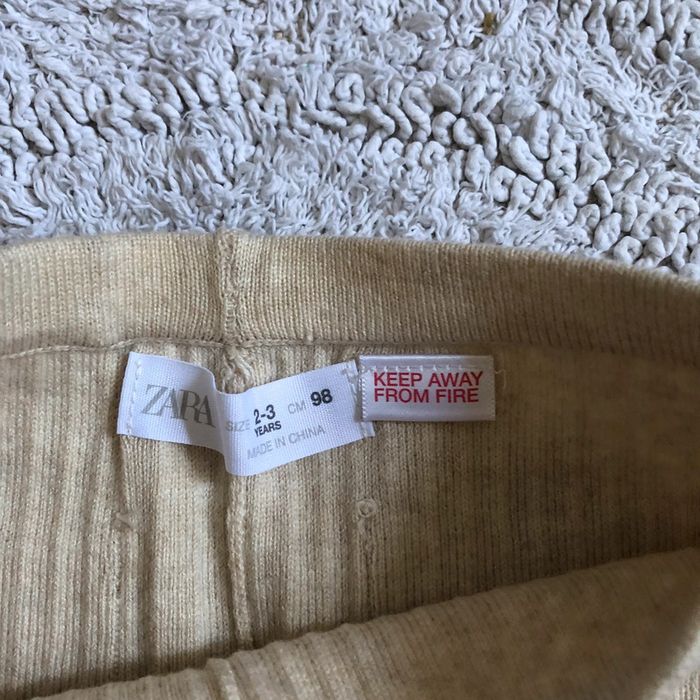 ZARA SIZE 2-3 CM 98
YEARS
MADE IN CHINA
KEEP AWAY
FROM FIRE